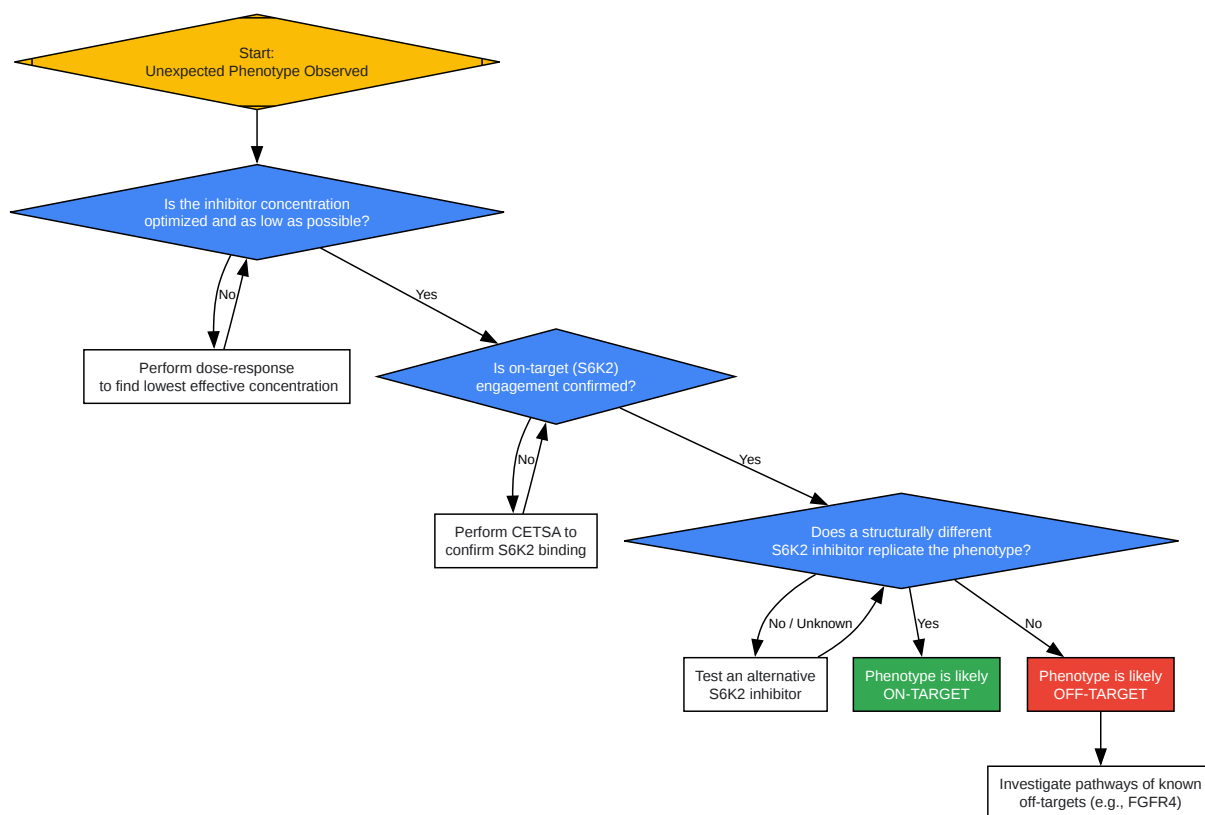 Start:
Unexpected Phenotype Observed
Is the inhibitor concentration
optimized and as low as possible?
No
Yes
Perform dose-response
to find lowest effective concentration
Is on-target (S6K2)
engagement confirmed?
No
Yes
Perform CETSA to
confirm S6K2 binding
Does a structurally different
S6K2 inhibitor replicate the phenotype?
No / Unknown
Yes
No
Test an alternative
S6K2 inhibitor
Phenotype is likely
ON-TARGET
Phenotype is likely
OFF-TARGET
Investigate pathways of known
off-targets (e.g., FGFR4)